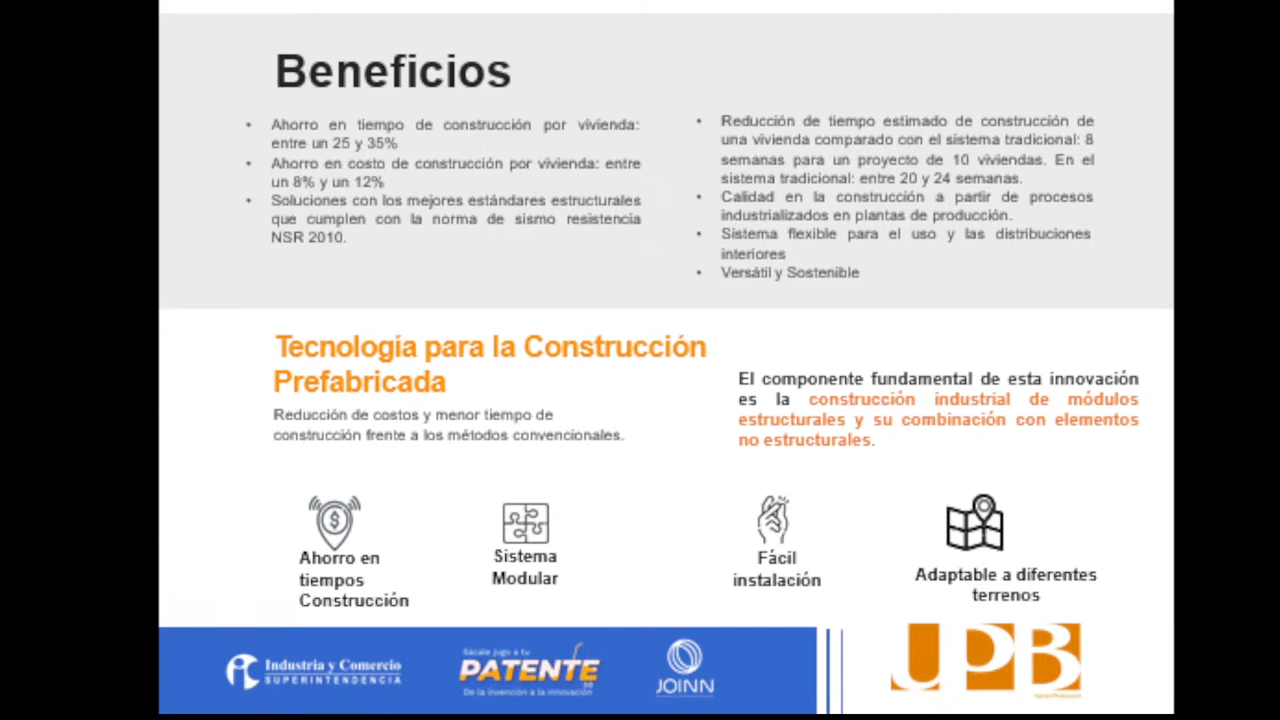 Beneficios
• Ahorro en tiempo de construcción por vivienda:
entre un 25 y 35%
• Ahorro en costo de construcción por vivienda: entre
un 8% y un 12%
• Soluciones con los mejores estándares estructurales
que cumplen con la norma de sismo resistencia
NSR 2010.
• Reducción de tiempo estimado de construcción de
una vivienda comparado con el sistema tradicional: 8
semanas para un proyecto de 10 viviendas. En el
sistema tradicional: entre 20 y 24 semanas.
• Calidad en la construcción a partir de procesos
industrializados en plantas de producción.
• Sistema flexible para el uso y las distribuciones
interiores
• Versátil y Sostenible
Tecnología para la Construcción
Prefabricada
Reducción de costos y menor tiempo de
construcción frente a los métodos convencionales.
El componente fundamental de esta innovación
es la construcción industrial de módulos
estructurales y su combinación con elementos
no estructurales.
Ahorro en
tiempos
Construcción
Sistema
Modular
Fácil
instalación
Adaptable a diferentes
terrenos
Industria y Comercio
SUPERINTENDENCIA
Sácale jugo a tu
PATENTE
De la invención a la innovación
JOINN
UPB